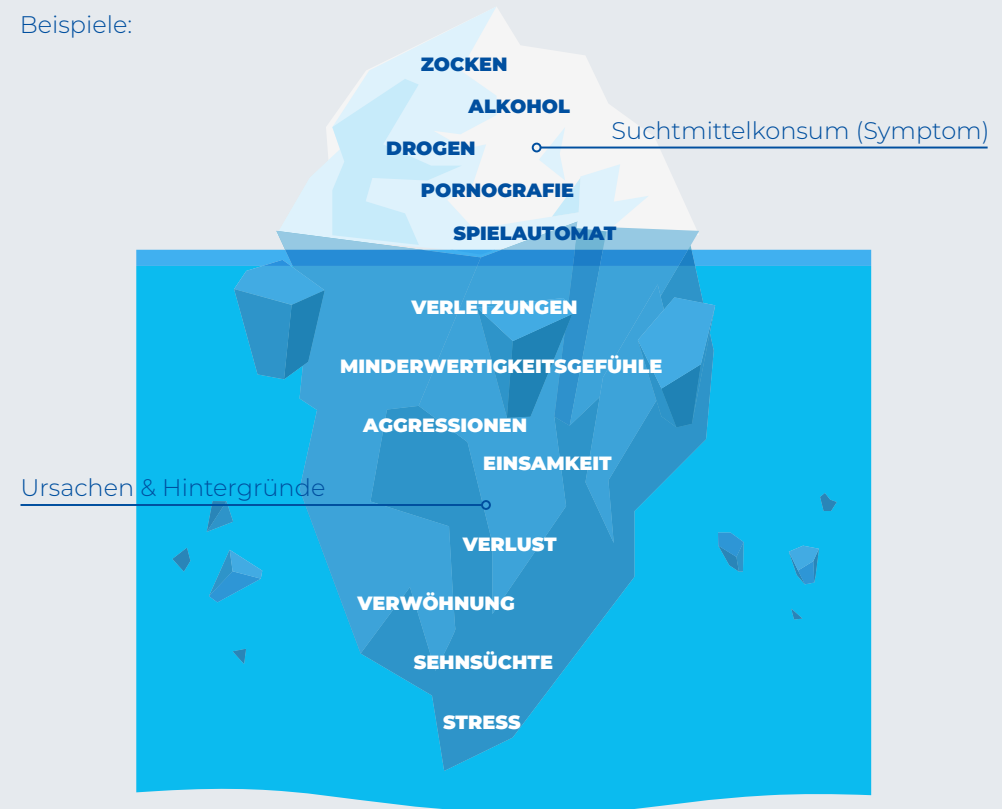 Beispiele:
ZOCKEN
ALKOHOL
Suchtmittelkonsum (Symptom)
DROGEN
PORNOGRAFIE
SPIELAUTOMAT
VERLETZUNGEN
MINDERWERTIGKEITSGEFÜHLE
AGGRESSIONEN
EINSAMKEIT
Ursachen & Hintergründe
VERLUST
VERWÖHNUNG
SEHNSÜCHTE
STRESS